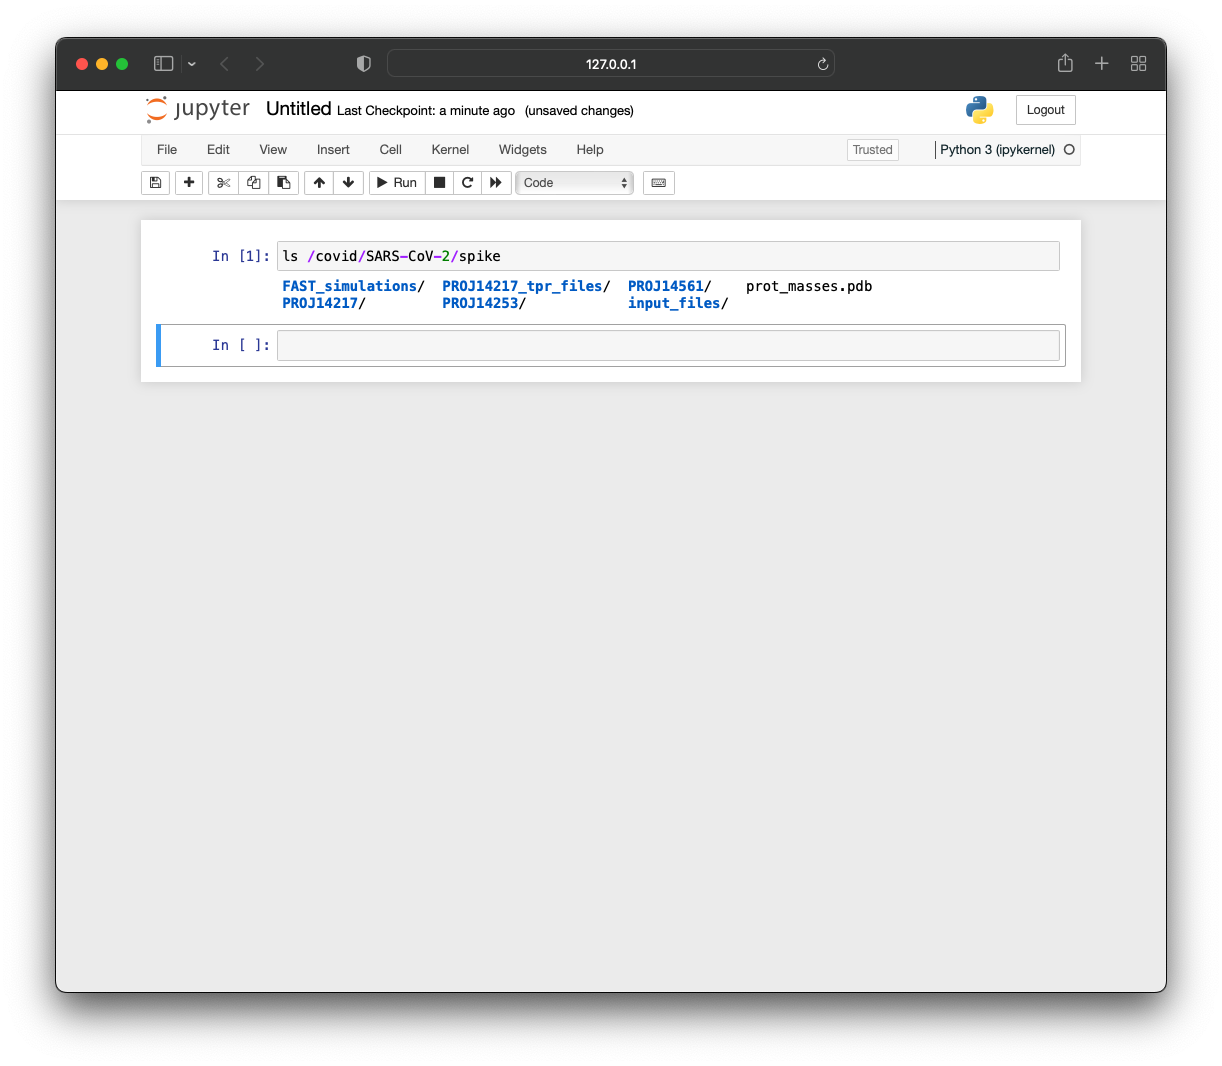 127.0.0.1
jupyter Untitled Last Checkpoint: a minute ago (unsaved changes) Logout
File Edit View Insert Cell Kernel Widgets Help Trusted Python 3 (ipykernel)
Run Code
In [1]: ls /covid/SARS-CoV-2/spike
FAST_simulations/ PROJ14217_tpr_files/ PROJ14561/ prot_masses.pdb
PROJ14217/ PROJ14253/ input_files/
In [ ]: